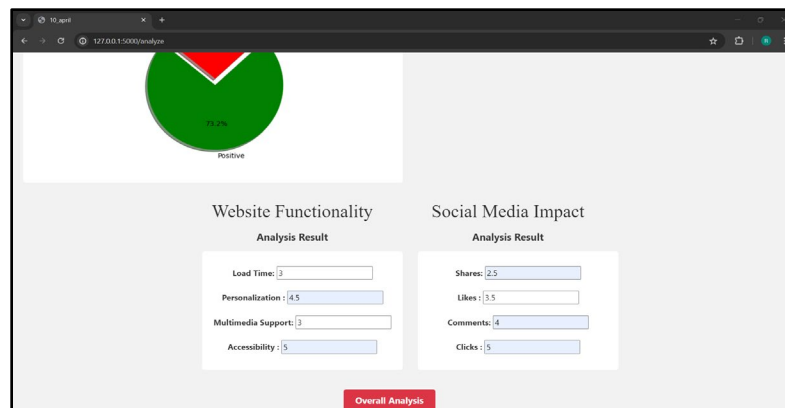 10_april
127.0.0.1:5000/analyze
73.2%
Positive
Website Functionality
Social Media Impact
Analysis Result
Analysis Result
Load Time: 3
Personalization : 4.5
Multimedia Support: 3
Accessibility : 5
Shares: 2.5
Likes : 3.5
Comments: 4
Clicks : 5
Overall Analysis